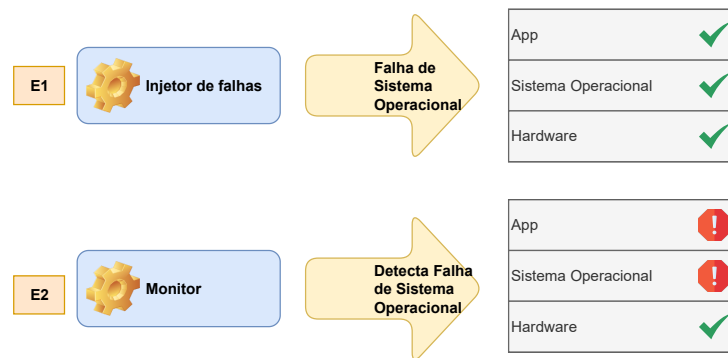 E1
Injetor de falhas
Falha de
Sistema
Operacional
App
Sistema Operacional
Hardware
E2
Monitor
Detecta Falha
de Sistema
Operacional
App
Sistema Operacional
Hardware